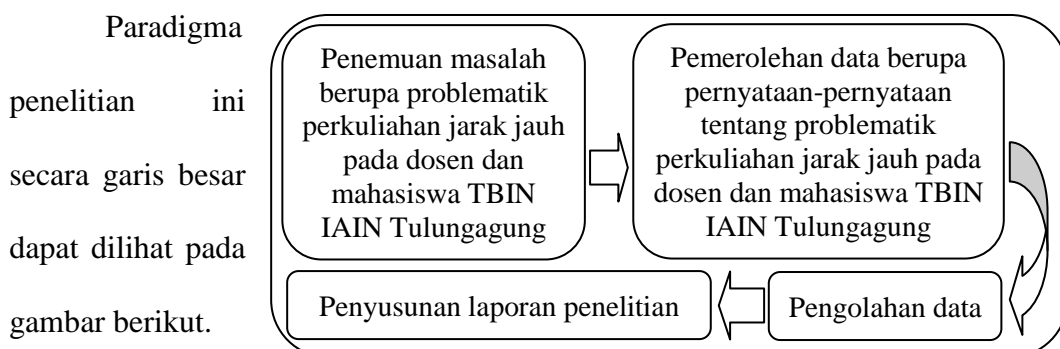 Paradigma
penelitian ini
secara garis besar
dapat dilihat pada
gambar berikut.
Penemuan masalah
berupa problematik
perkuliahan jarak jauh
pada dosen dan
mahasiswa TBIN
IAIN Tulungagung
Pemerolehan data berupa
pernyataan-pernyataan
tentang problematik
perkuliahan jarak jauh pada
dosen dan mahasiswa TBIN
IAIN Tulungagung
Pengolahan data
Penyusunan laporan penelitian